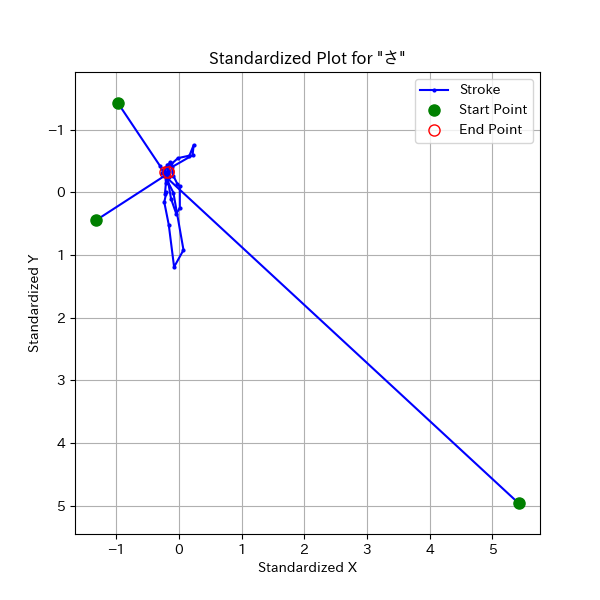 Standardized Plot for "さ"
Stroke
Start Point
End Point
−1
0
1
2
3
4
5
Standardized Y
−1 0 1 2 3 4 5
Standardized X